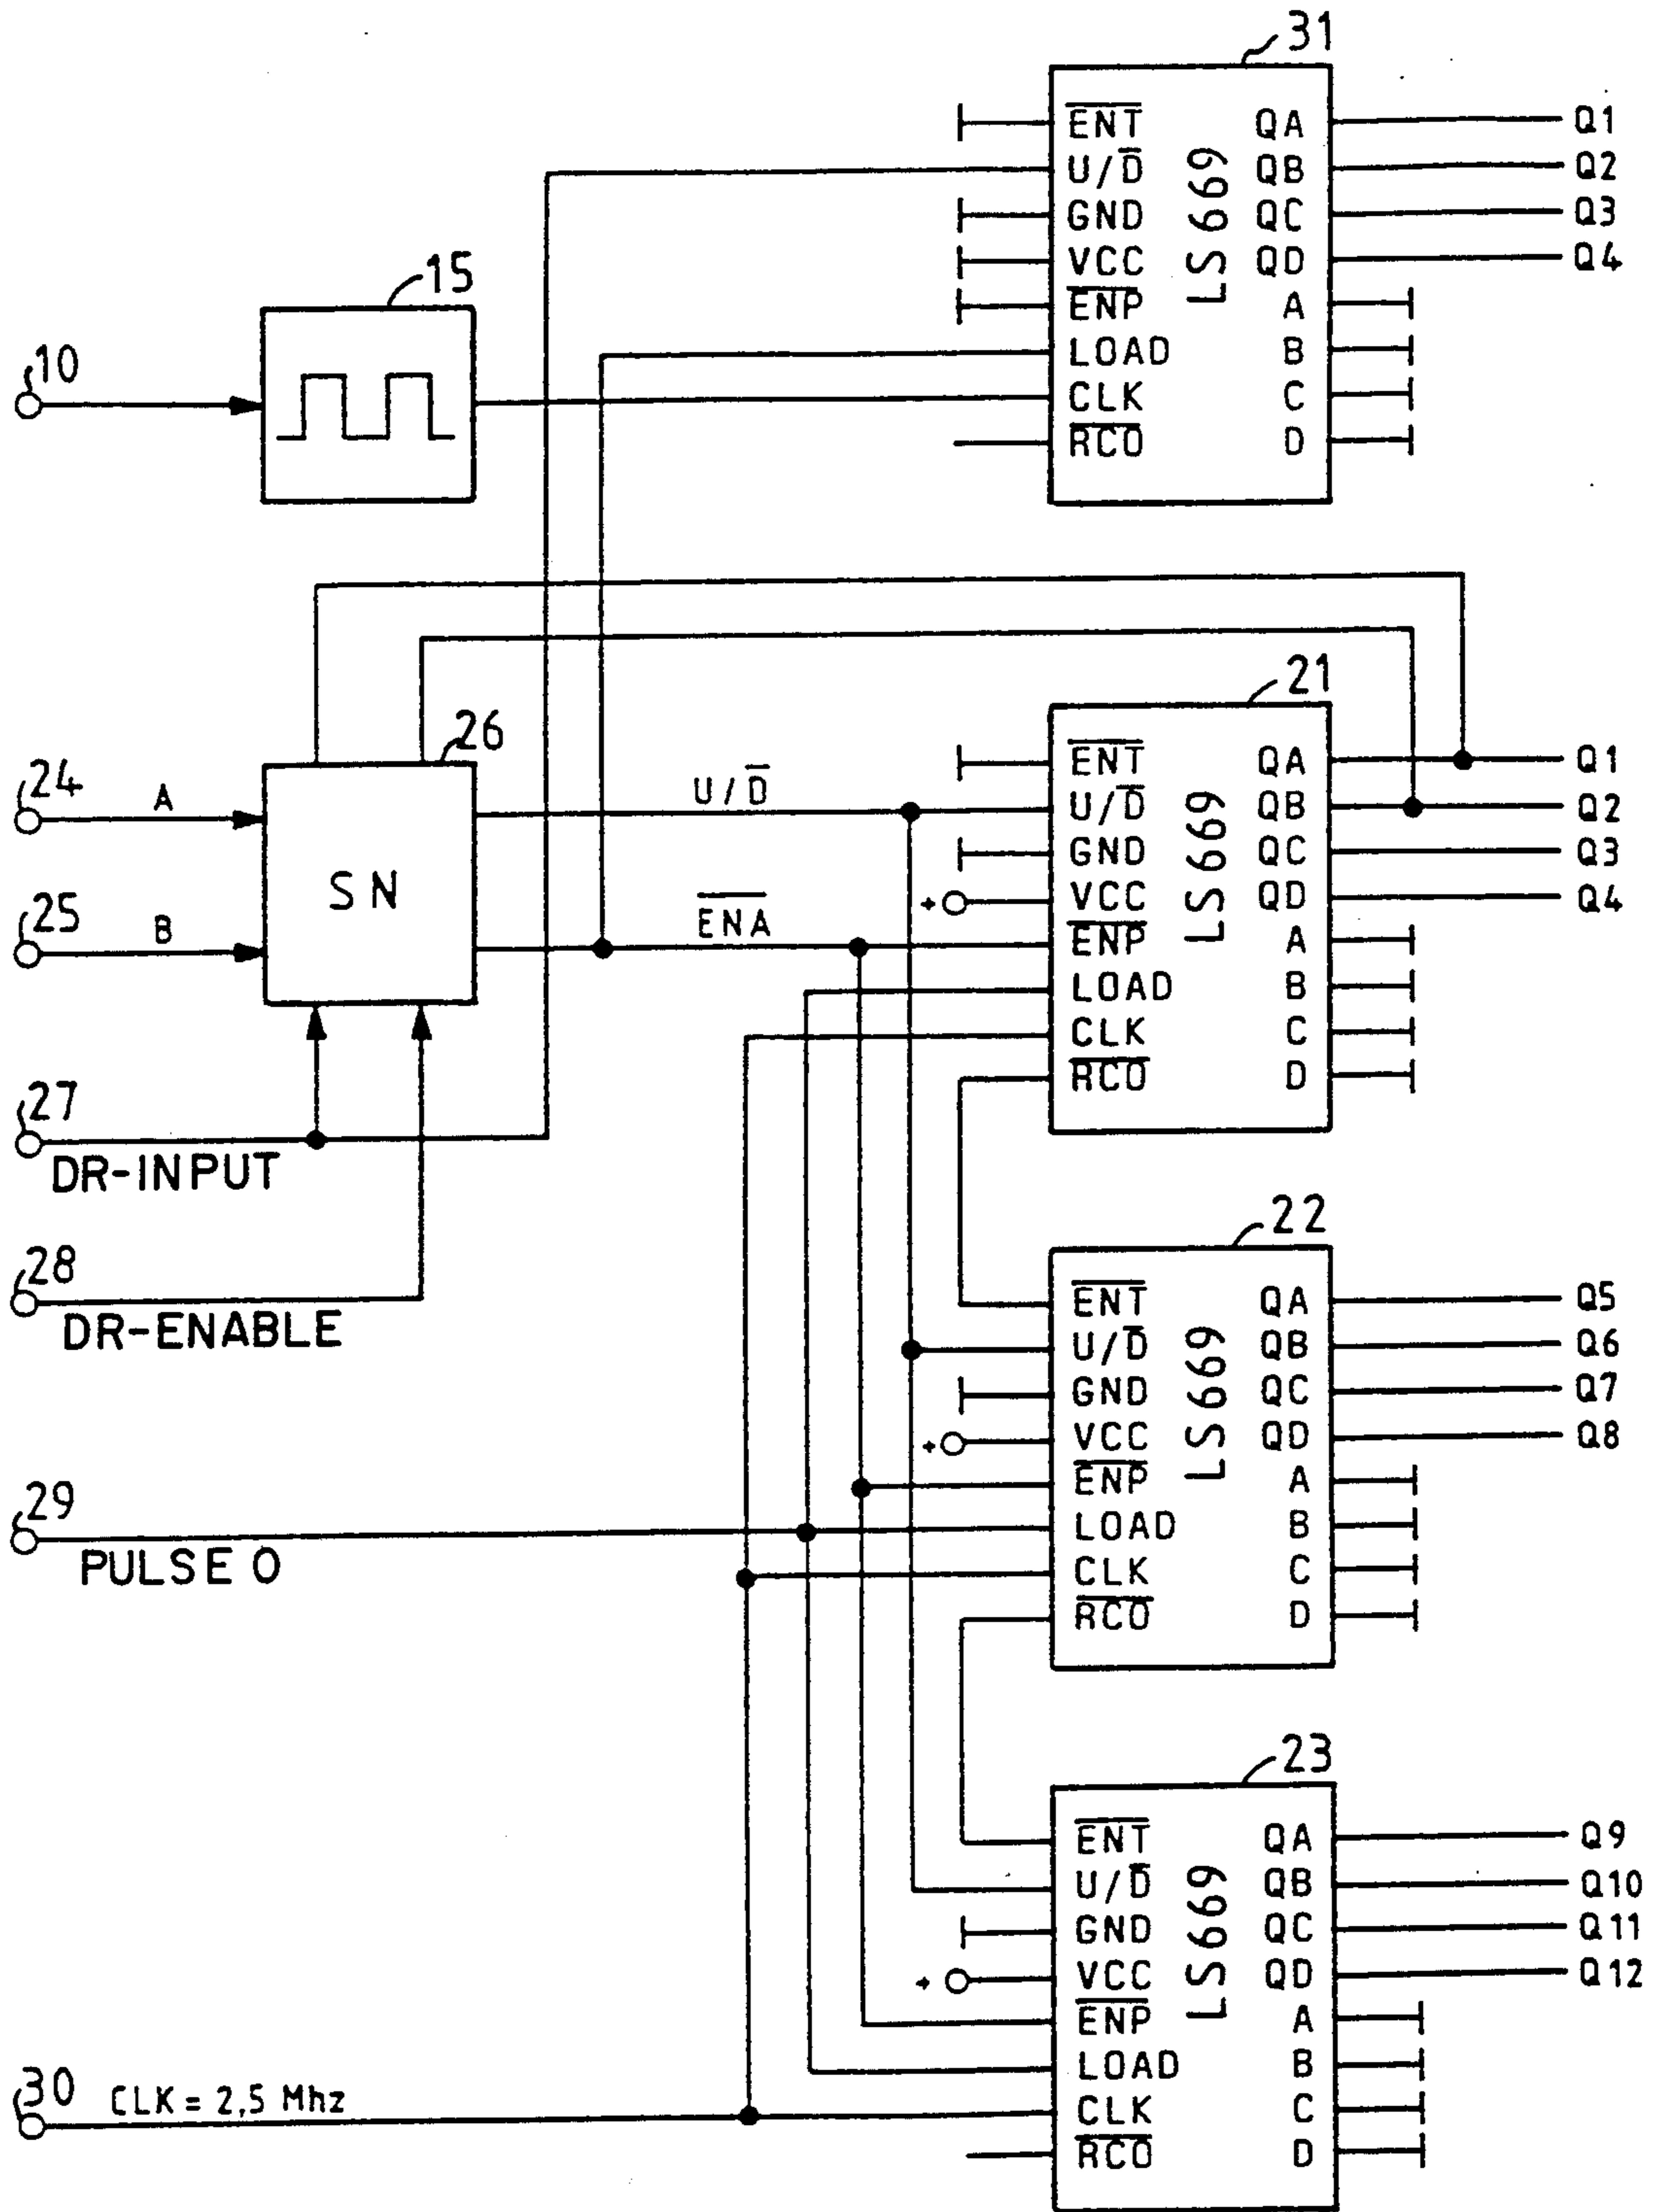 31
ENT QA Q1
U/D QB Q2
GND QC Q3
VCC QD Q4
ENP A
LOAD B
CLK C
RCO D
LS669
15
10
21
26
ENT QA Q1
U/D QB Q2
GND QC Q3
VCC QD Q4
ENP A
LOAD B
CLK C
RCO D
LS669
+
24 A
25 B
SN
U/D
ENA
27
DR-INPUT
28
DR-ENABLE
22
ENT QA Q5
U/D QB Q6
GND QC Q7
VCC QD Q8
ENP A
LOAD B
CLK C
RCO D
LS669
+
29
PULSE 0
23
ENT QA Q9
U/D QB Q10
GND QC Q11
VCC QD Q12
ENP A
LOAD B
CLK C
RCO D
LS669
+
30 CLK = 2,5 Mhz